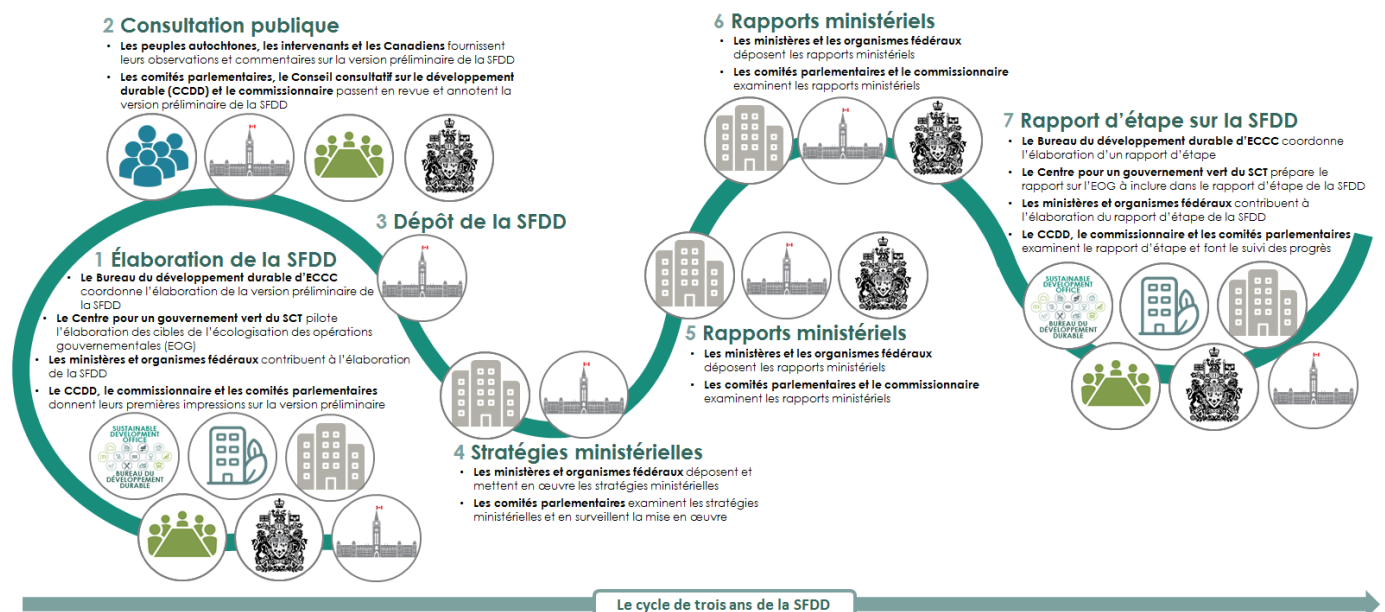 2 Consultation publique
• Les peuples autochtones, les intervenants et les Canadiens fournissent
leurs observations et commentaires sur la version préliminaire de la SFDD
• Les comités parlementaires, le Conseil consultatif sur le développement
durable (CCDD) et le commissionnaire passent en revue et annotent la
version préliminaire de la SFDD
1 Élaboration de la SFDD
• Le Bureau du développement durable d'ECCC
coordonne l'élaboration de la version préliminaire de
la SFDD
• Le Centre pour un gouvernement vert du SCT pilote
l'élaboration des cibles de l'écologisation des opérations
gouvernementales (EOG)
• Les ministères et organismes fédéraux contribuent à l'élaboration
de la SFDD
• Le CCDD, le commissionnaire et les comités parlementaires
donnent leurs premières impressions sur la version préliminaire
SUSTAINABLE
DEVELOPMENT
OFFICE
BUREAU DU
DÉVELOPPEMENT
DURABLE
3 Dépôt de la SFDD
4 Stratégies ministérielles
• Les ministères et organismes fédéraux déposent et
mettent en œuvre les stratégies ministérielles
• Les comités parlementaires examinent les stratégies
ministérielles et en surveillent la mise en œuvre
5 Rapports ministériels
• Les ministères et les organismes fédéraux
déposent les rapports ministériels
• Les comités parlementaires et le commissionnaire
examinent les rapports ministériels
6 Rapports ministériels
• Les ministères et les organismes fédéraux
déposent les rapports ministériels
• Les comités parlementaires et le commissionnaire
examinent les rapports ministériels
7 Rapport d'étape sur la SFDD
• Le Bureau du développement durable d'ECCC coordonne
l'élaboration d'un rapport d'étape
• Le Centre pour un gouvernement vert du SCT prépare le
rapport sur l'EOG à inclure dans le rapport d'étape de la SFDD
• Les ministères et organismes fédéraux contribuent à
l'élaboration du rapport d'étape de la SFDD
• Le CCDD, le commissionnaire et les comités parlementaires
examinent le rapport d'étape et font le suivi des progrès
SUSTAINABLE
DEVELOPMENT
OFFICE
BUREAU DU
DÉVELOPPEMENT
DURABLE
Le cycle de trois ans de la SFDD